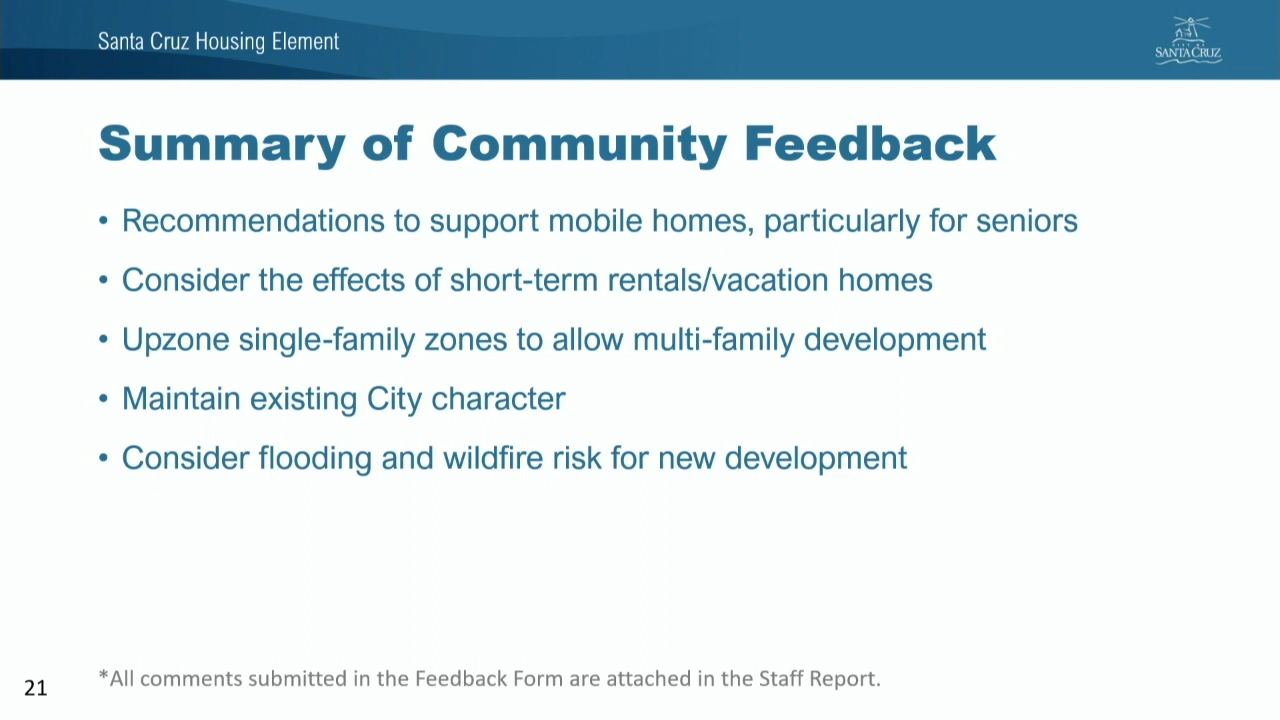 Santa Cruz Housing Element
CITY OF
SANTA CRUZ
Summary of Community Feedback
• Recommendations to support mobile homes, particularly for seniors
• Consider the effects of short-term rentals/vacation homes
• Upzone single-family zones to allow multi-family development
• Maintain existing City character
• Consider flooding and wildfire risk for new development
*All comments submitted in the Feedback Form are attached in the Staff Report.
21